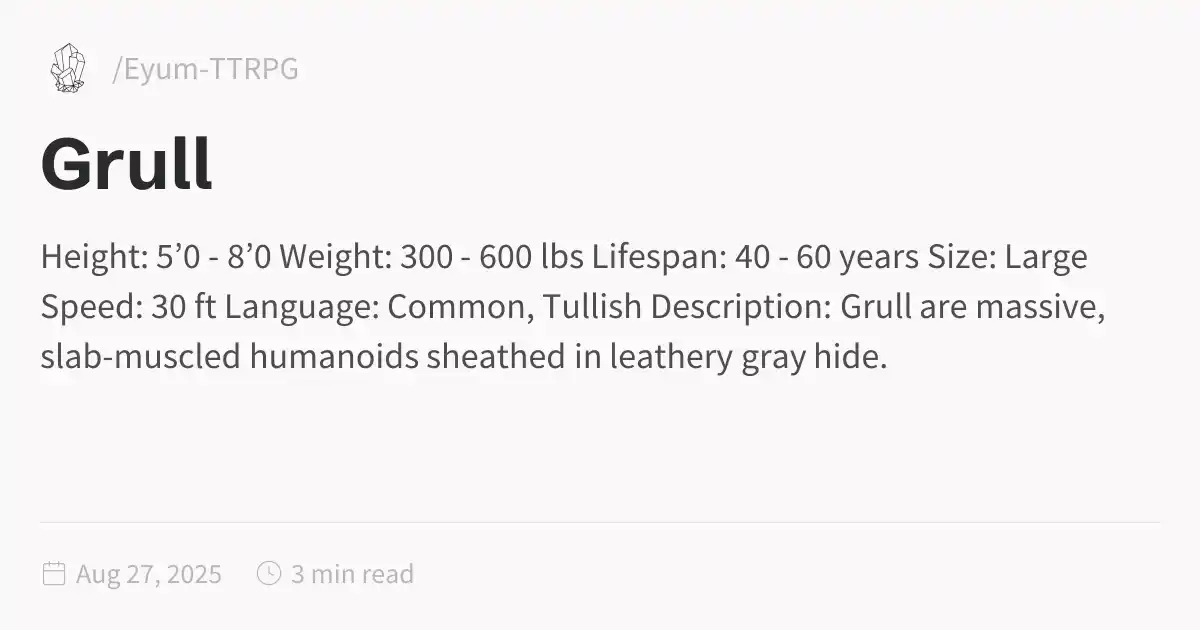 /Eyum-TTRPG
Grull
Height: 5’0 - 8’0 Weight: 300 - 600 lbs Lifespan: 40 - 60 years Size: Large
Speed: 30 ft Language: Common, Tullish Description: Grull are massive,
slab-muscled humanoids sheathed in leathery gray hide.
Aug 27, 2025 3 min read